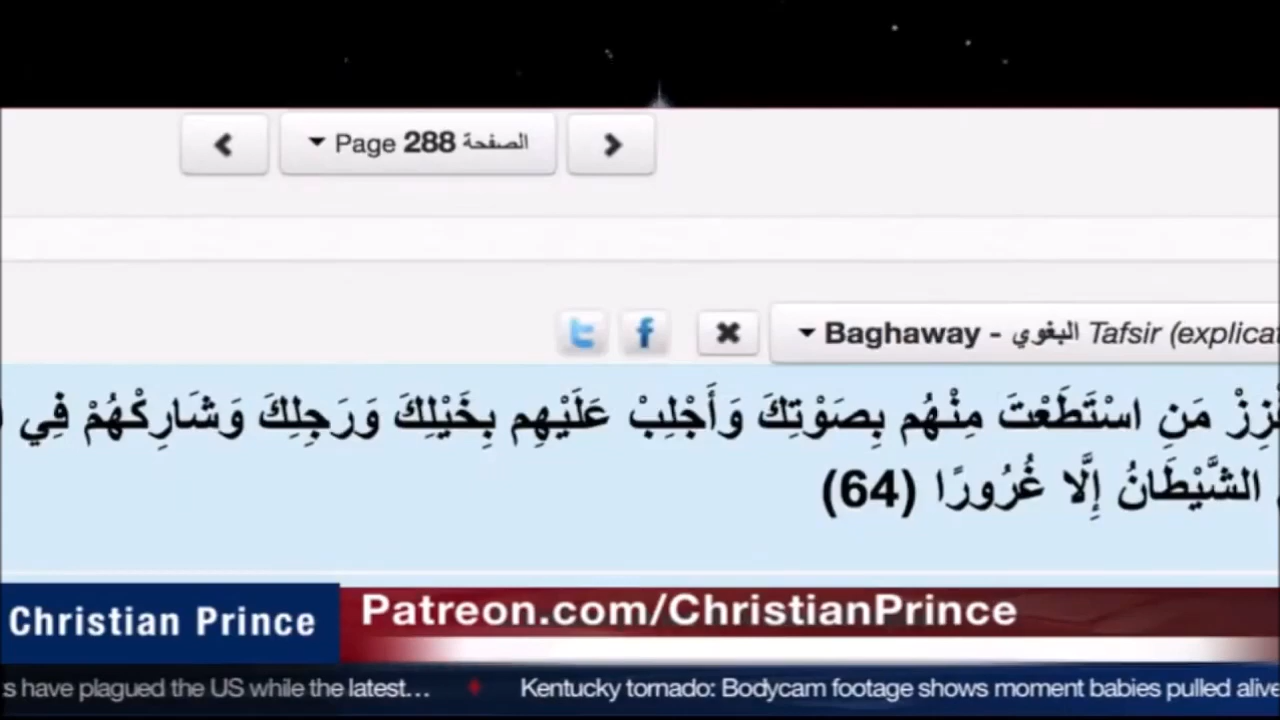 Page 288 الصفحة
Baghaway - البغوي Tafsir (explicat
مَنِ اسْتَطَعْتَ مِنْهُم بِصَوْتِكَ وَأَجْلِبْ عَلَيْهِم بِخَيْلِكَ وَرَجِلِكَ وَشَارِكْهُمْ فِي
الشَّيْطَانُ إِلَّا غُرُورًا (64)
Christian Prince
Patreon.com/ChristianPrince
s have plagued the US while the latest... Kentucky tornado: Bodycam footage shows moment babies pulled alive